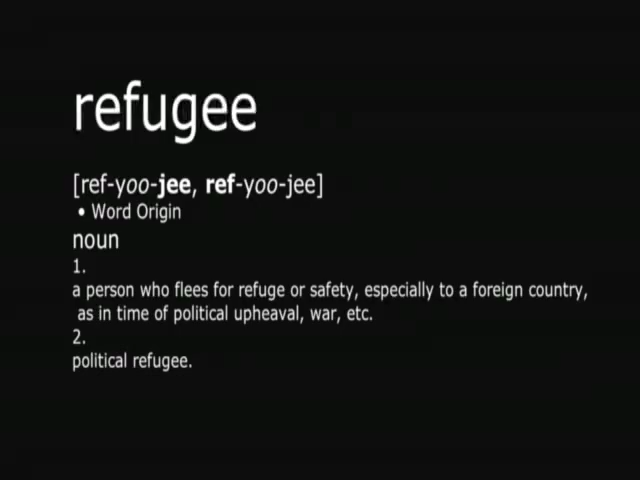 refugee
[ref-yoo-jee, ref-yoo-jee]
• Word Origin
noun
1.
a person who flees for refuge or safety, especially to a foreign country,
as in time of political upheaval, war, etc.
2.
political refugee.